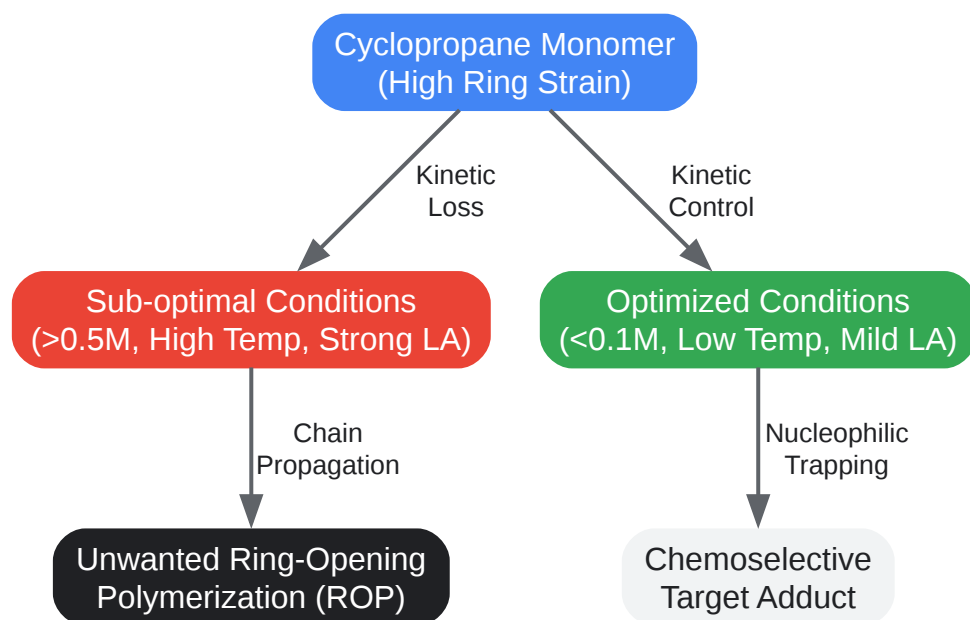 Cyclopropane Monomer
(High Ring Strain)
Kinetic
Loss
Kinetic
Control
Sub-optimal Conditions
(>0.5M, High Temp, Strong LA)
Optimized Conditions
(<0.1M, Low Temp, Mild LA)
Chain
Propagation
Nucleophilic
Trapping
Unwanted Ring-Opening
Polymerization (ROP)
Chemoselective
Target Adduct